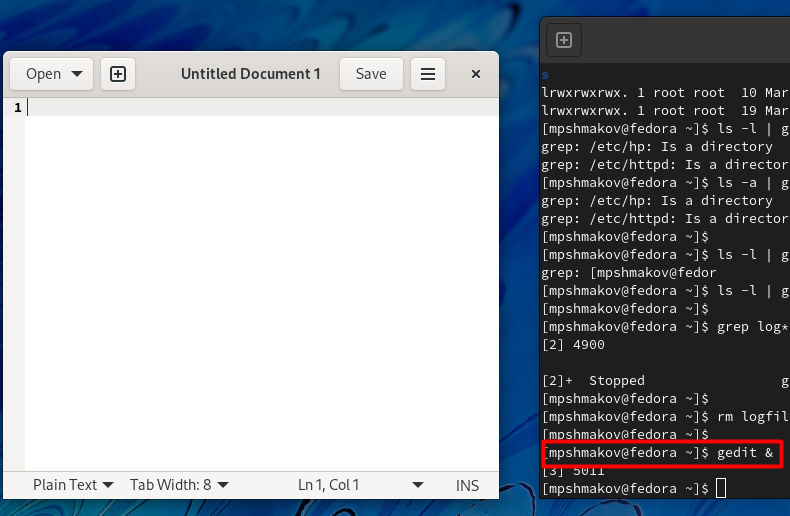 Open
Untitled Document 1
Save
1
Plain Text
Tab Width: 8
Ln 1, Col 1
INS
s
lrwxrwxrwx. 1 root root 10 Mar
lrwxrwxrwx. 1 root root 19 Mar
[mpshmakov@fedora ~]$ ls -l | g
grep: /etc/hp: Is a directory
grep: /etc/httpd: Is a director
[mpshmakov@fedora ~]$ ls -a | g
grep: /etc/hp: Is a directory
grep: /etc/httpd: Is a director
[mpshmakov@fedora ~]$
[mpshmakov@fedora ~]$ ls -l | g
grep: [mpshmakov@fedor
[mpshmakov@fedora ~]$ ls -l | g
[mpshmakov@fedora ~]$
[mpshmakov@fedora ~]$ grep log*
[2] 4900
[2]+ Stopped g
[mpshmakov@fedora ~]$
[mpshmakov@fedora ~]$ rm logfil
[mpshmakov@fedora ~]$
[mpshmakov@fedora ~]$ gedit &
[3] 5011
[mpshmakov@fedora ~]$